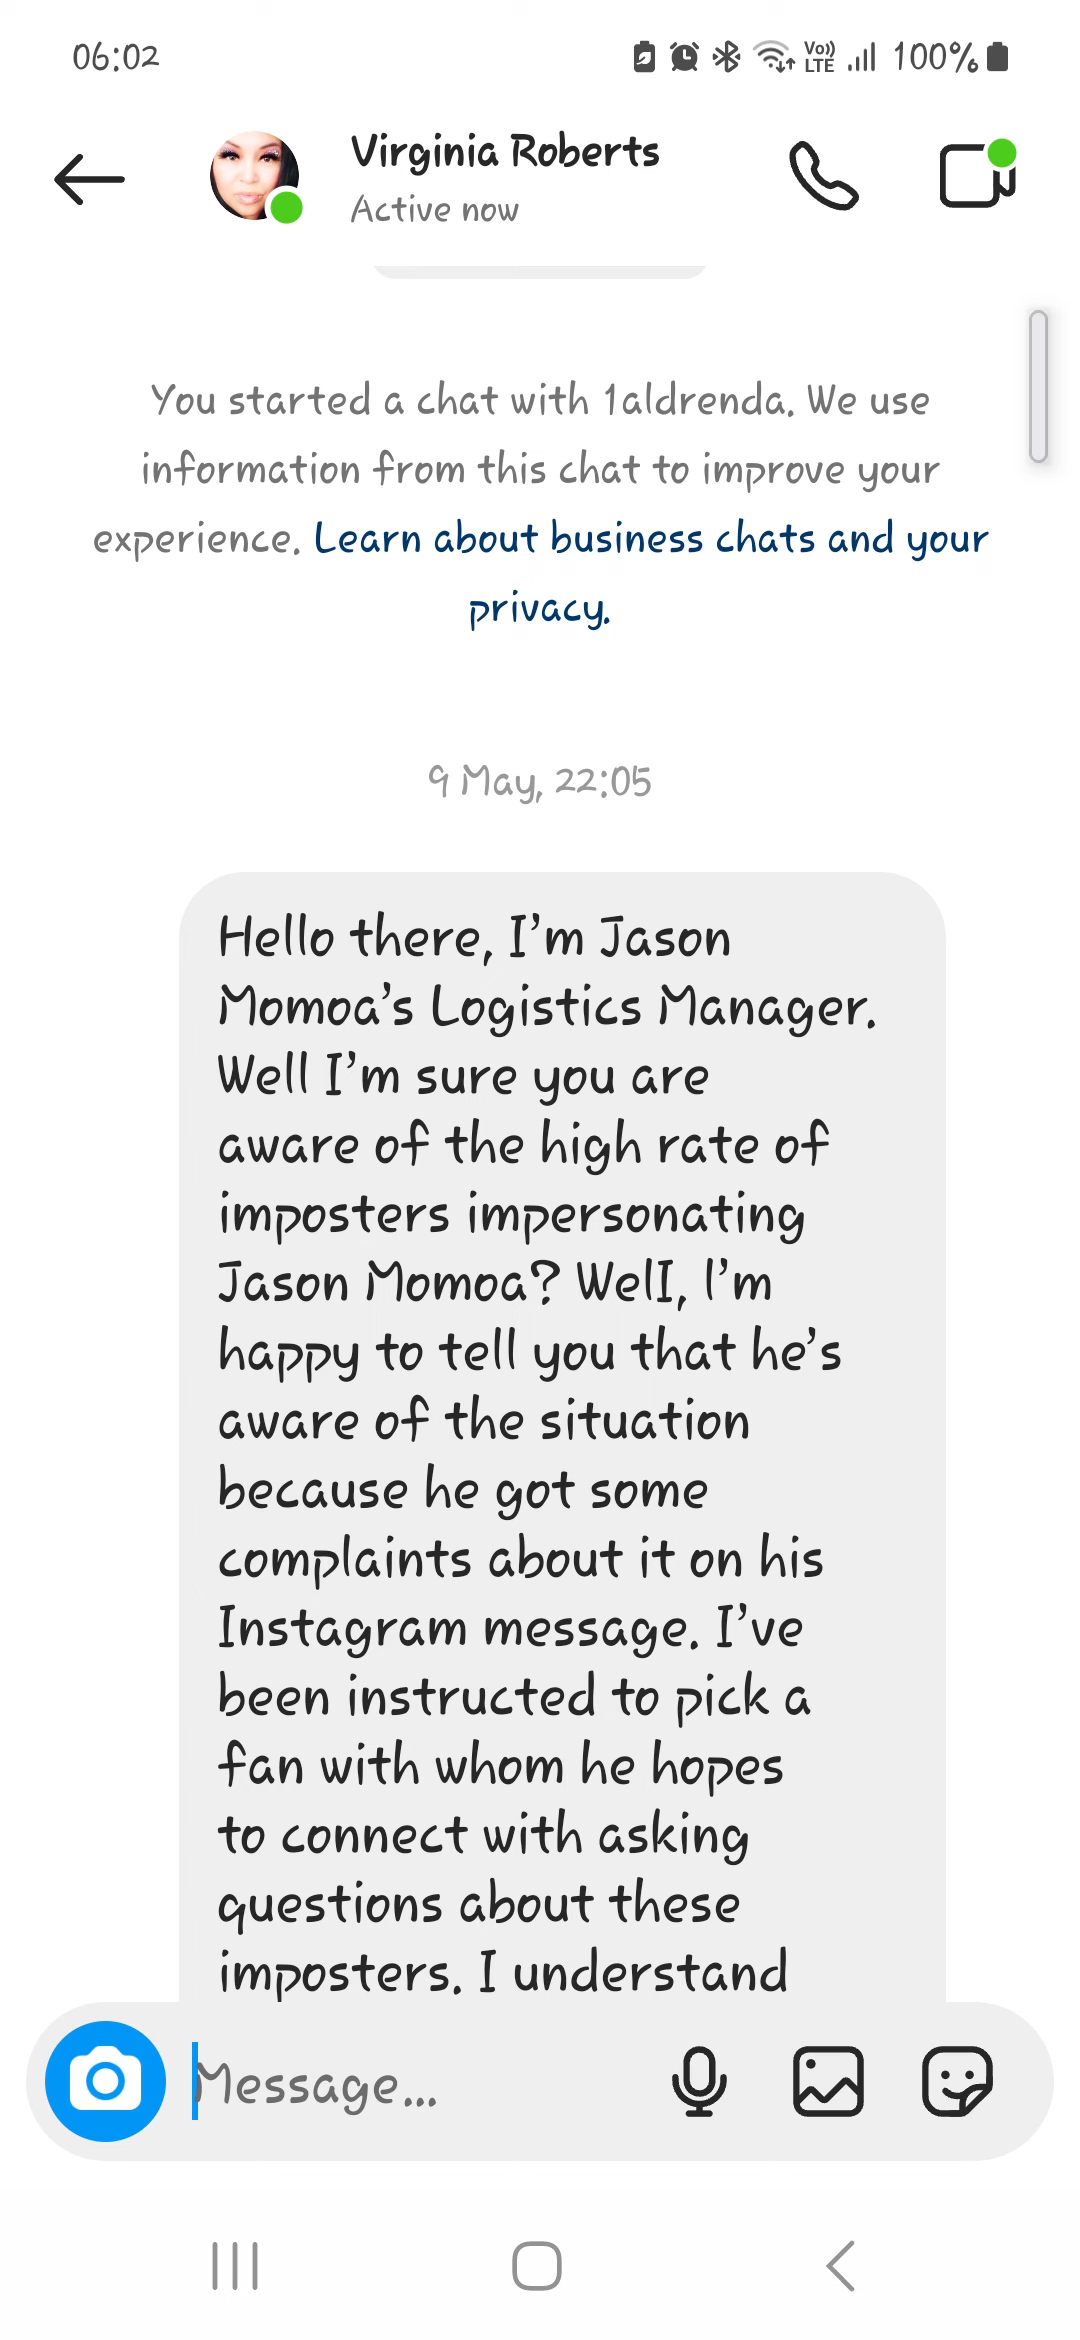 06:02 Vo)) LTE 100%
Virginia Roberts
Active now
You started a chat with 1aldrenda. We use
information from this chat to improve your
experience. Learn about business chats and your
privacy.
9 May, 22:05
Hello there, I'm Jason
Momoa's Logistics Manager.
Well I'm sure you are
aware of the high rate of
imposters impersonating
Jason Momoa? WelI, l'm
happy to tell you that he's
aware of the situation
because he got some
complaints about it on his
Instagram message. I've
been instructed to pick a
fan with whom he hopes
to connect with asking
questions about these
imposters. I understand
Message...